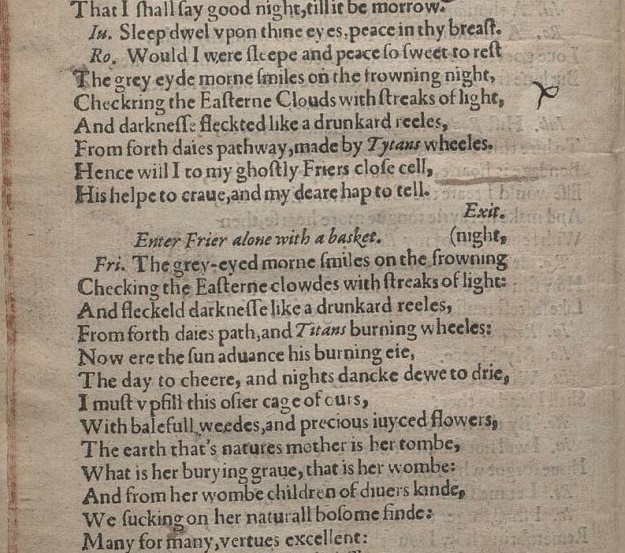 That I ſhall ſay good night, till it be morrow.
In. Sleep dwel vpon thine eyes, peace in thy breaſt.
Ro. Would I were ſleepe and peace ſo ſweet to reſt
The grey eyde morne ſmiles on the frowning night,
Checkring the Eaſterne Clouds with ſtreaks of light,
And darkneſſe fleckted like a drunkard reeles,
From forth daies pathway, made by Tytans wheeles.
Hence will I to my ghoſtly Friers cloſe cell,
His helpe to craue, and my deare hap to tell.
Exit.
Enter Frier alone with a basket. (night,
Fri. The grey-eyed morne ſmiles on the frowning
Checking the Eaſterne clowdes with ſtreaks of light:
And fleckeld darkneſſe like a drunkard reeles,
From forth daies path, and Titans burning wheeles:
Now ere the ſun aduance his burning eie,
The day to cheere, and nights dancke dewe to drie,
I muſt vpfill this oſier cage of ours,
With balefull weedes, and precious iuyced flowers,
The earth that's natures mother is her tombe,
What is her burying graue, that is her wombe:
And from her wombe children of diuers kinde,
We ſucking on her naturall boſome finde:
Many for many, vertues excellent: